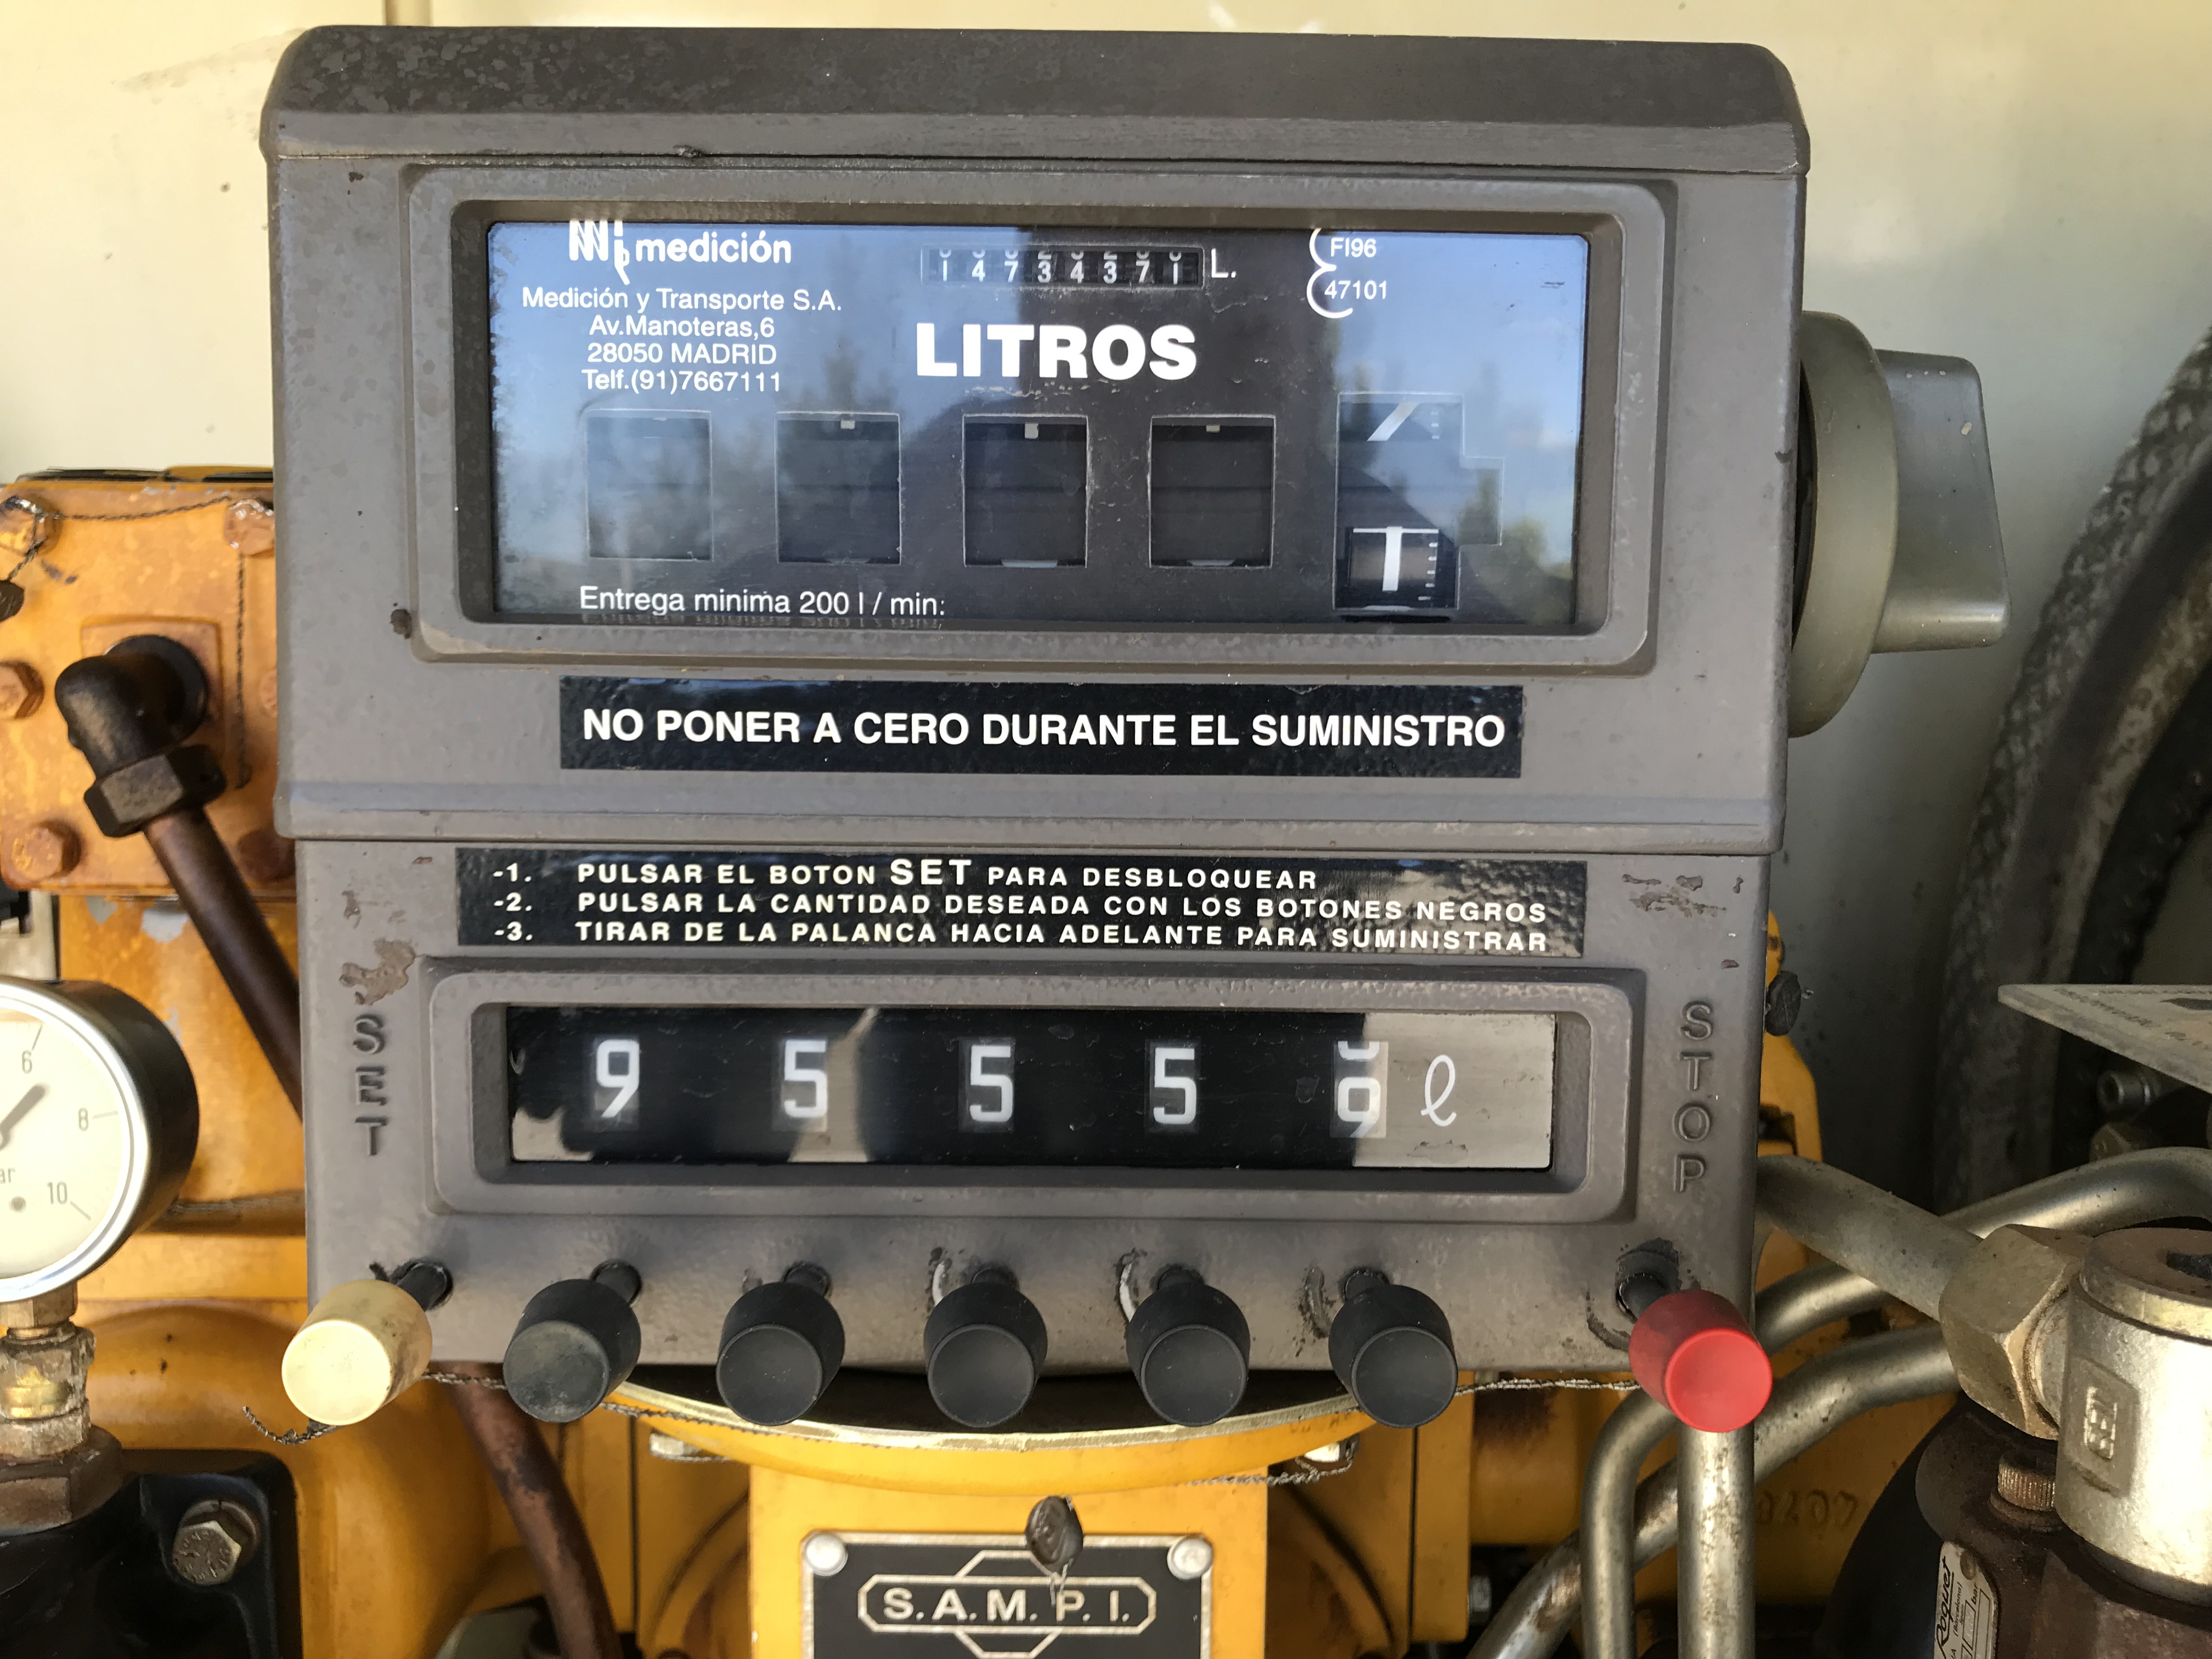 medición
Medición y Transporte S.A.
Av.Manoteras,6
28050 MADRID
Telf.(91)7667111
1 4 7 3 4 3 7 1 L.
FI96
47101
LITROS
Entrega minima 200 l / min.
NO PONER A CERO DURANTE EL SUMINISTRO
-1. PULSAR EL BOTON SET PARA DESBLOQUEAR
-2. PULSAR LA CANTIDAD DESEADA CON LOS BOTONES NEGROS
-3. TIRAR DE LA PALANCA HACIA ADELANTE PARA SUMINISTRAR
SET
9 5 5 5 9 ℓ
STOP
6
8
10
S.A.M.P.I.
Roquet